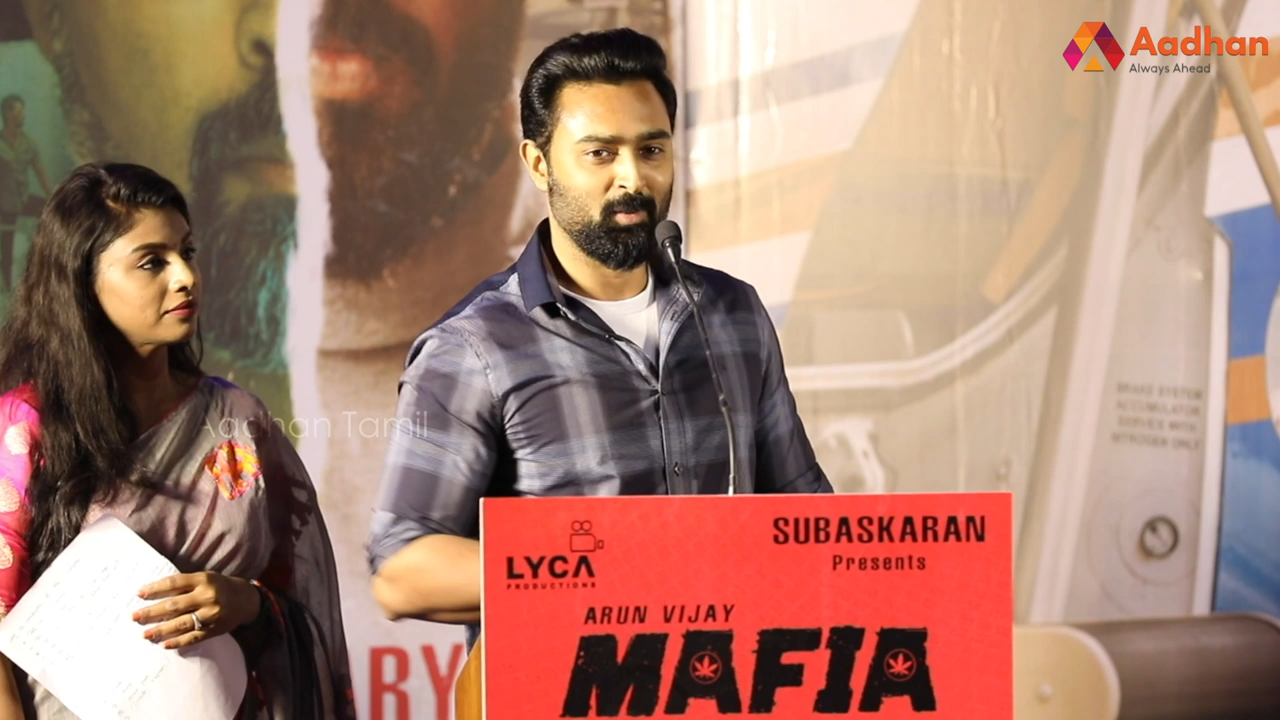 Aadhan
Always Ahead
Aadhan Tamil
BRAKE SYSTEM
ACCUMULATOR
SERVICE WITH
NITROGEN ONLY
LYCA
PRODUCTIONS
SUBASKARAN
Presents
ARUN VIJAY
MAFIA
RY